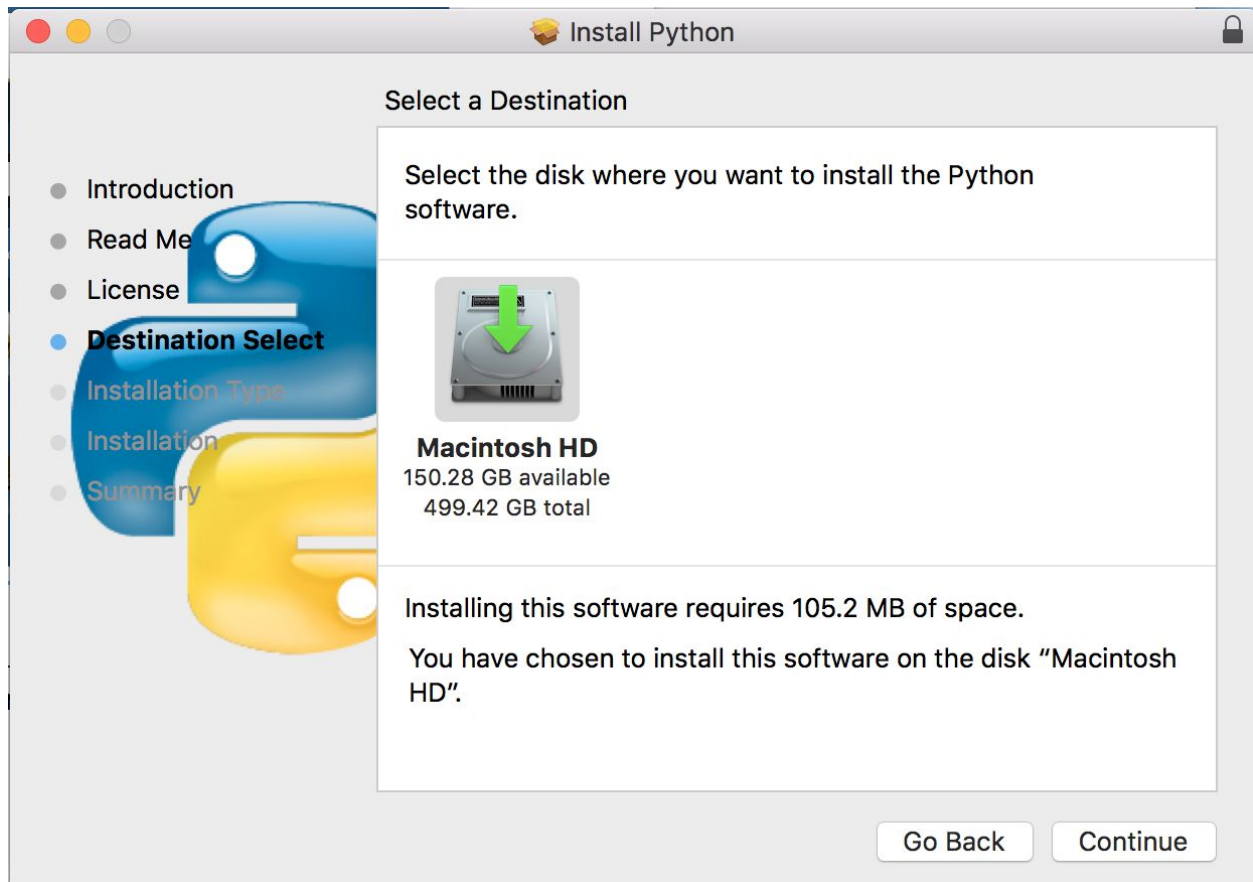 Install Python
Select a Destination
Introduction
Read Me
License
Destination Select
Installation Type
Installation
Summary
Select the disk where you want to install the Python
software.
Macintosh HD
150.28 GB available
499.42 GB total
Installing this software requires 105.2 MB of space.
You have chosen to install this software on the disk “Macintosh
HD”.
Go Back
Continue